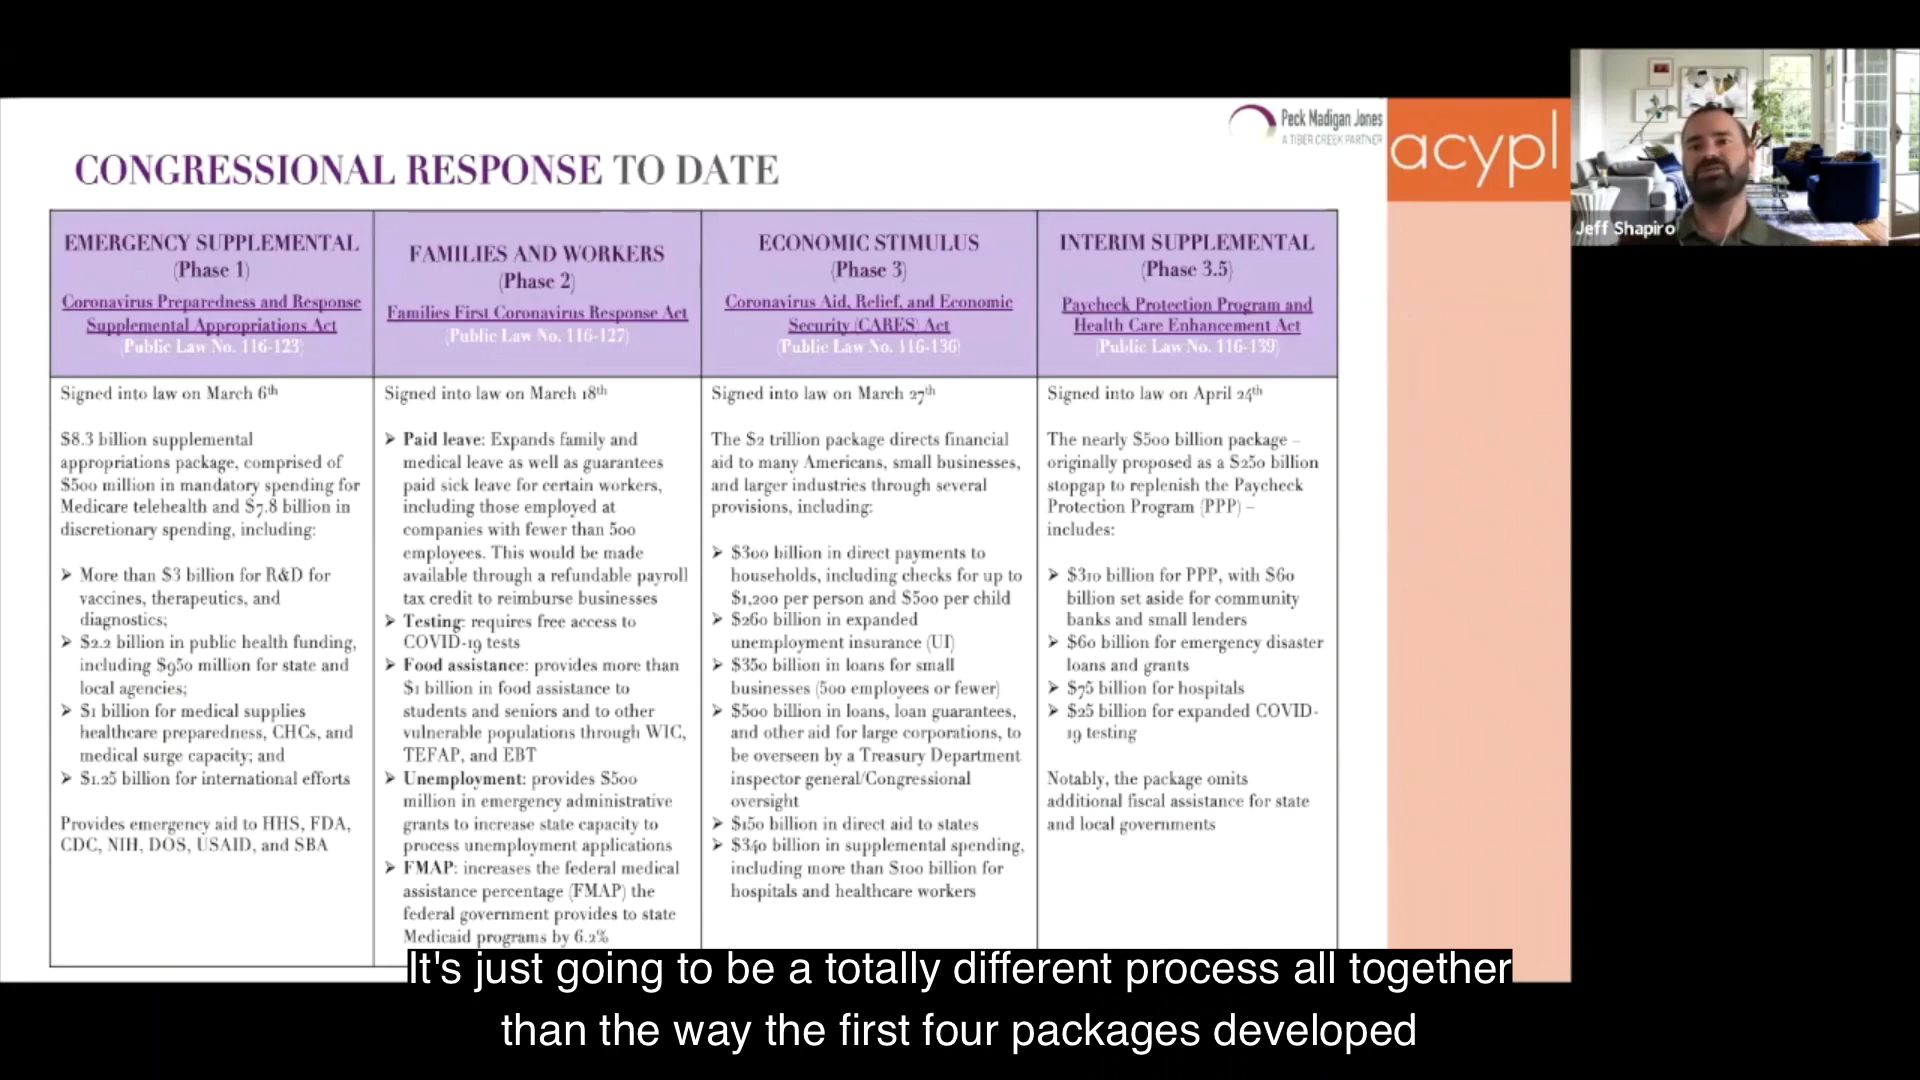 Peck Madigan Jones
A TIBER CREEK PARTNER
acypl
Jeff Shapiro
CONGRESSIONAL RESPONSE TO DATE
EMERGENCY SUPPLEMENTAL
(Phase 1)
Coronavirus Preparedness and Response
Supplemental Appropriations Act
(Public Law No. 116-123)
Signed into law on March 6th
$8.3 billion supplemental
appropriations package, comprised of
$500 million in mandatory spending for
Medicare telehealth and $7.8 billion in
discretionary spending, including:
➤ More than $3 billion for R&D for
vaccines, therapeutics, and
diagnostics;
➤ $2.2 billion in public health funding,
including $950 million for state and
local agencies;
➤ $1 billion for medical supplies
healthcare preparedness, CHCs, and
medical surge capacity; and
➤ $1.25 billion for international efforts
Provides emergency aid to HHS, FDA,
CDC, NIH, DOS, USAID, and SBA
FAMILIES AND WORKERS
(Phase 2)
Families First Coronavirus Response Act
(Public Law No. 116-127)
Signed into law on March 18th
➤ Paid leave: Expands family and
medical leave as well as guarantees
paid sick leave for certain workers,
including those employed at
companies with fewer than 500
employees. This would be made
available through a refundable payroll
tax credit to reimburse businesses
➤ Testing: requires free access to
COVID-19 tests
➤ Food assistance: provides more than
$1 billion in food assistance to
students and seniors and to other
vulnerable populations through WIC,
TEFAP, and EBT
➤ Unemployment: provides $500
million in emergency administrative
grants to increase state capacity to
process unemployment applications
➤ FMAP: increases the federal medical
assistance percentage (FMAP) the
federal government provides to state
Medicaid programs by 6.2%
ECONOMIC STIMULUS
(Phase 3)
Coronavirus Aid, Relief, and Economic
Security (CARES) Act
(Public Law No. 116-136)
Signed into law on March 27th
The $2 trillion package directs financial
aid to many Americans, small businesses,
and larger industries through several
provisions, including:
➤ $300 billion in direct payments to
households, including checks for up to
$1,200 per person and $500 per child
➤ $260 billion in expanded
unemployment insurance (UI)
➤ $350 billion in loans for small
businesses (500 employees or fewer)
➤ $500 billion in loans, loan guarantees,
and other aid for large corporations, to
be overseen by a Treasury Department
inspector general/Congressional
oversight
➤ $150 billion in direct aid to states
➤ $340 billion in supplemental spending,
including more than $100 billion for
hospitals and healthcare workers
INTERIM SUPPLEMENTAL
(Phase 3.5)
Paycheck Protection Program and
Health Care Enhancement Act
(Public Law No. 116-139)
Signed into law on April 24th
The nearly $500 billion package –
originally proposed as a $250 billion
stopgap to replenish the Paycheck
Protection Program (PPP) –
includes:
➤ $310 billion for PPP, with $60
billion set aside for community
banks and small lenders
➤ $60 billion for emergency disaster
loans and grants
➤ $75 billion for hospitals
➤ $25 billion for expanded COVID-
19 testing
Notably, the package omits
additional fiscal assistance for state
and local governments
It's just going to be a totally different process all together
than the way the first four packages developed